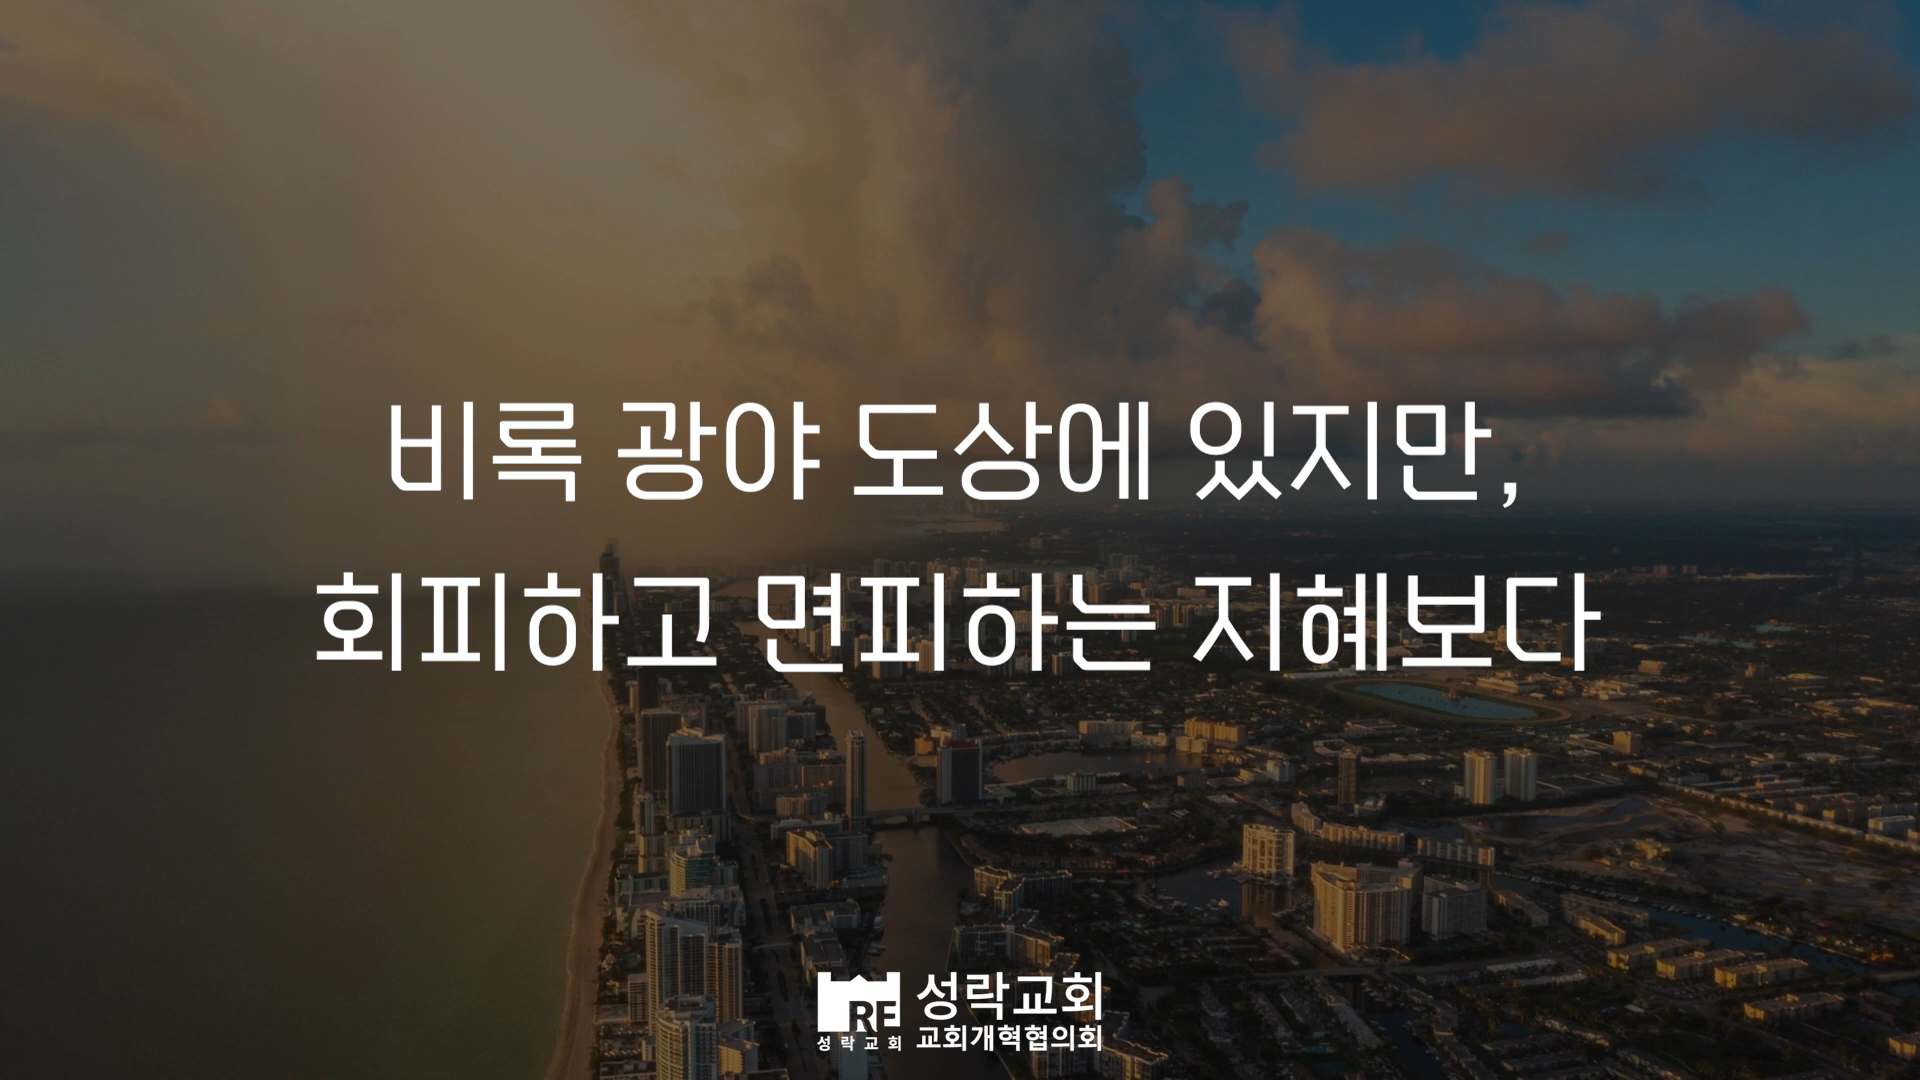 비록 광야 도상에 있지만,
회피하고 면피하는 지혜보다
RE
성락교회
성락교회
교회개혁협의회